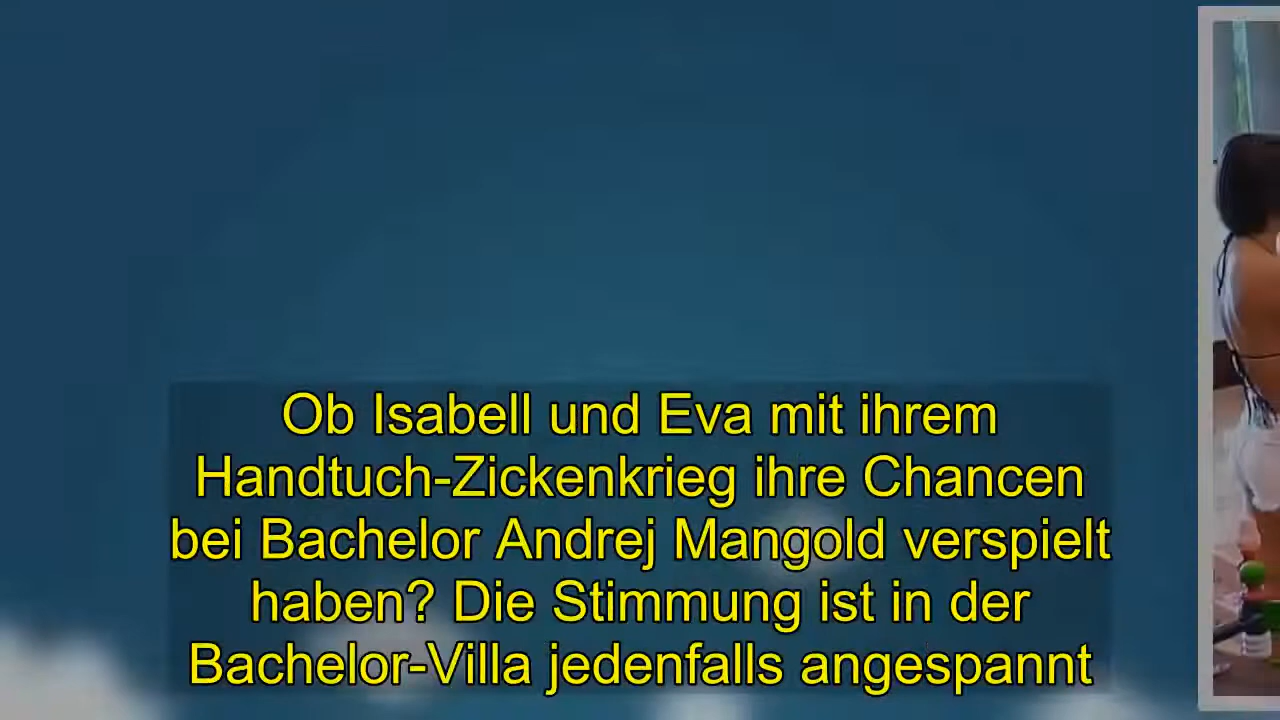 Ob Isabell und Eva mit ihrem
Handtuch-Zickenkrieg ihre Chancen
bei Bachelor Andrej Mangold verspielt
haben? Die Stimmung ist in der
Bachelor-Villa jedenfalls angespannt